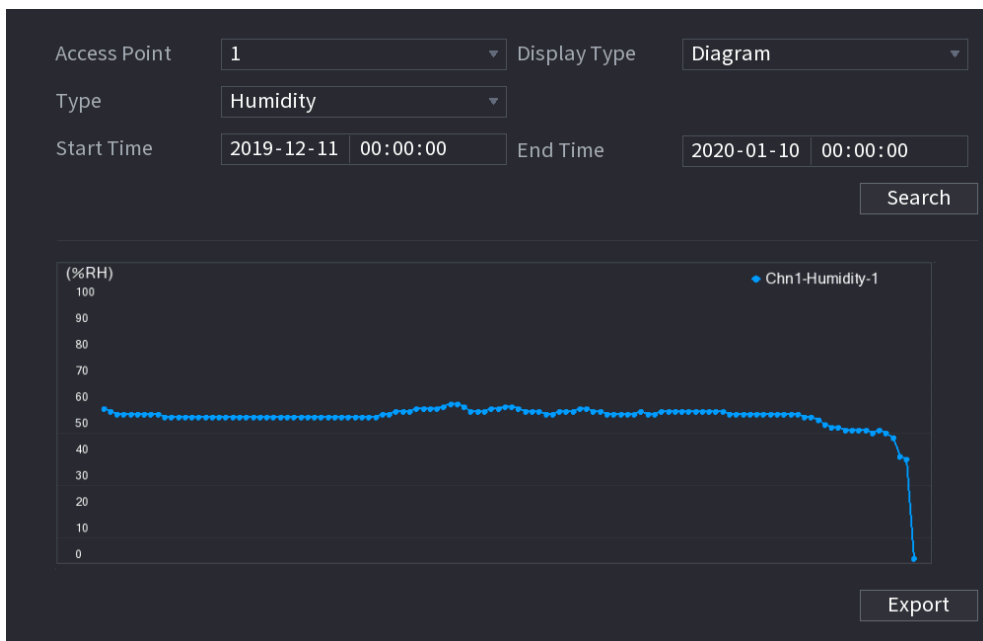 Access Point 1 Display Type Diagram
Type Humidity
Start Time 2019-12-11 00:00:00 End Time 2020-01-10 00:00:00
Search
(%RH)
Chn1-Humidity-1
100
90
80
70
60
50
40
30
20
10
0
Export